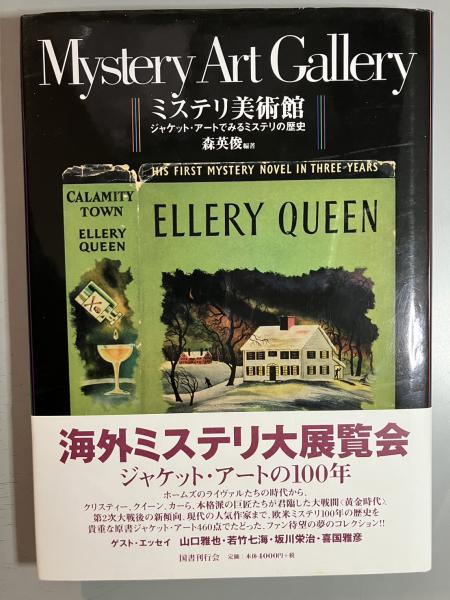 Mystery Art Gallery
ミステリ美術館
ジャケット・アートでみるミステリの歴史
森英俊編著
HIS FIRST MYSTERY NOVEL IN THREE YEARS
CALAMITY
TOWN
ELLERY
QUEEN
ELLERY QUEEN
海外ミステリ大展覧会
ジャケット・アートの100年
ホームズのライヴァルたちの時代から、
クリスティー、クイーン、カーら、本格派の巨匠たちが君臨した大戦間〈黄金時代〉、
第2次大戦後の新傾向、現代の人気作家まで、欧米ミステリ100年の歴史を
貴重な原書ジャケット・アート460点でたどった、ファン待望の夢のコレクション!!
ゲスト・エッセイ 山口雅也・若竹七海・坂川栄治・喜国雅彦
国書刊行会 定価:本体4000円+税